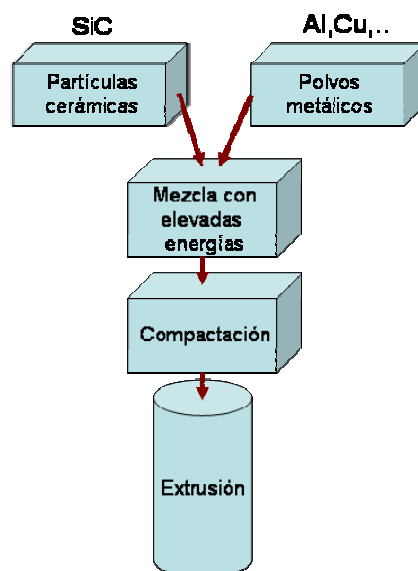 SiC
Al,Cu,..
Partículas
cerámicas
Polvos
metálicos
Mezcla con
elevadas
energías
Compactación
Extrusión